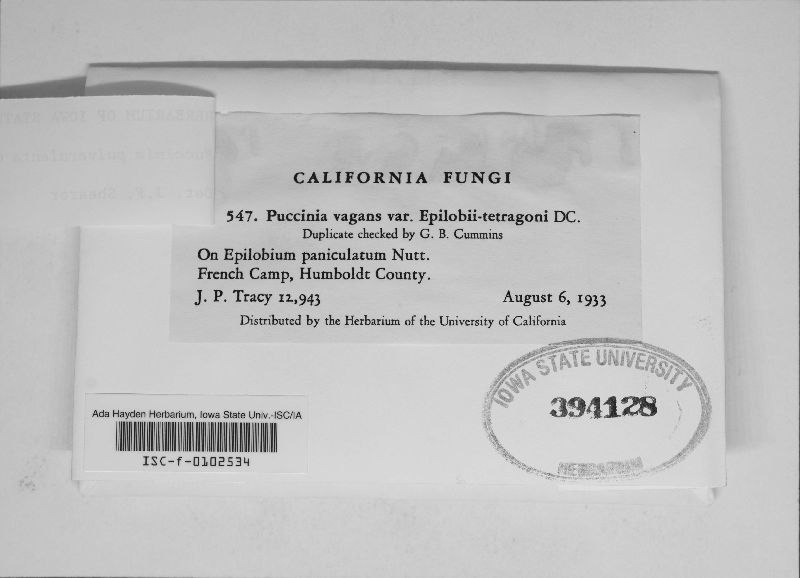 CALIFORNIA FUNGI
547. Puccinia vagans var. Epilobii-tetragoni DC.
Duplicate checked by G. B. Cummins
On Epilobium paniculatum Nutt.
French Camp, Humboldt County.
J. P. Tracy 12,943 August 6, 1933
Distributed by the Herbarium of the University of California
IOWA STATE UNIVERSITY
394128
HERBARIUM
Ada Hayden Herbarium, Iowa State Univ.-ISC/IA
ISC-f-0102534